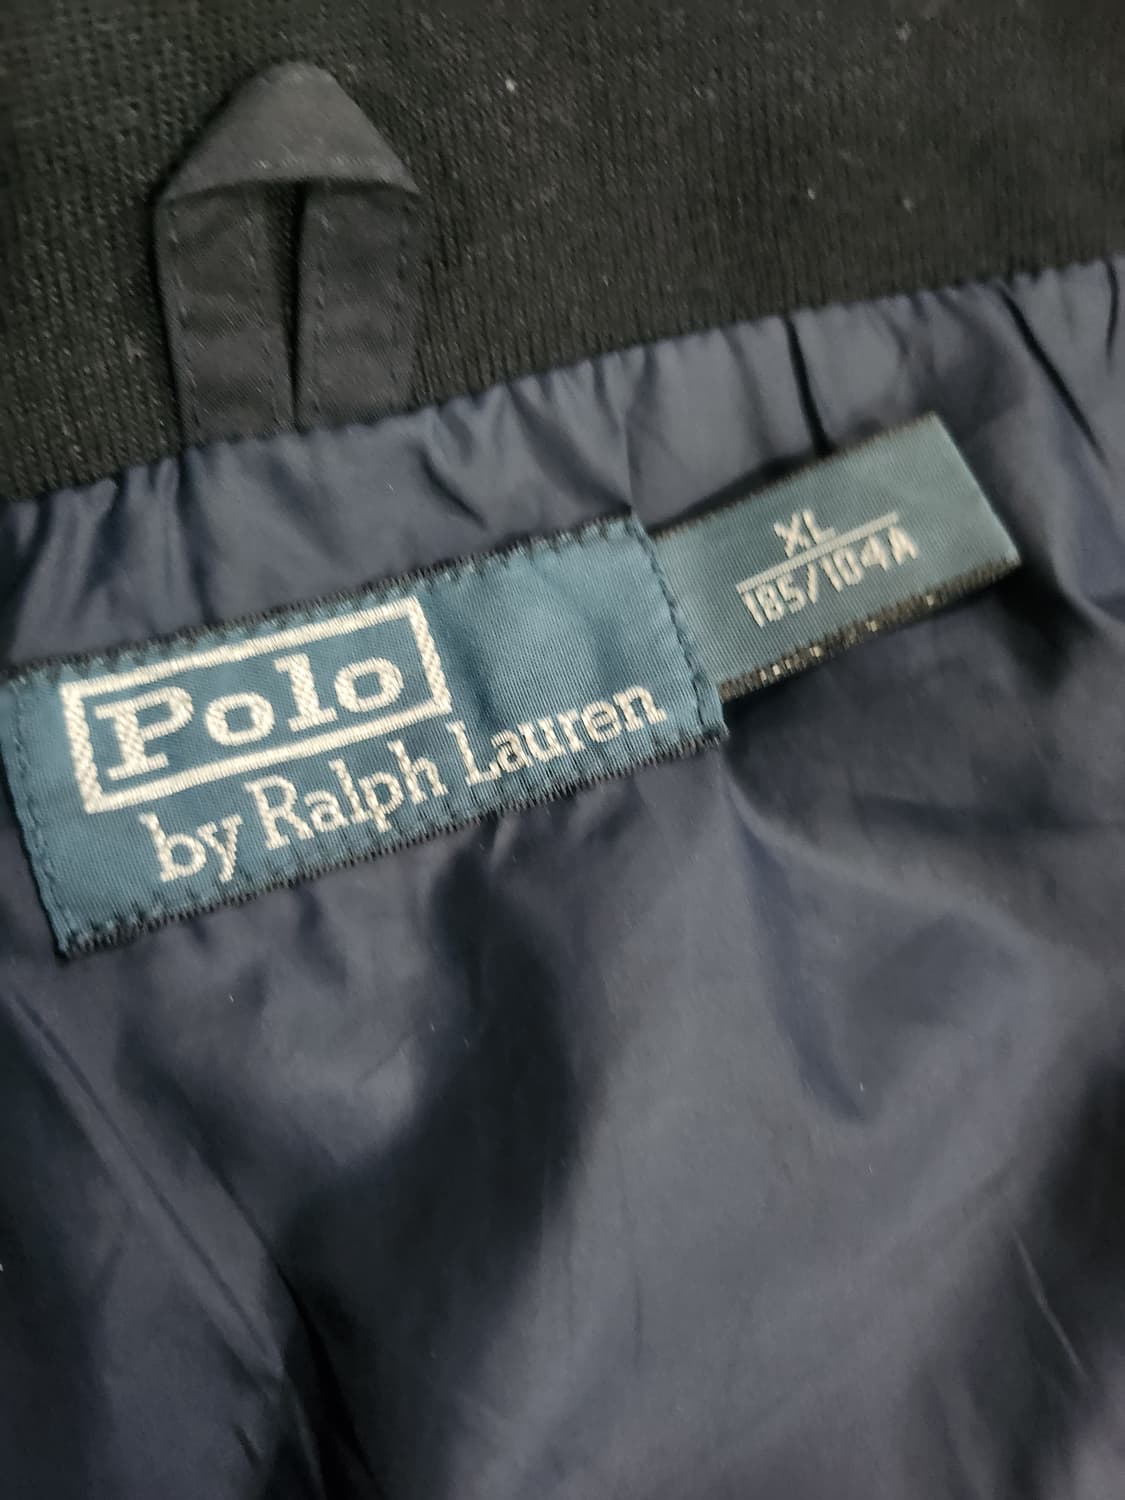 Polo
by Ralph Lauren
XL
185/104A